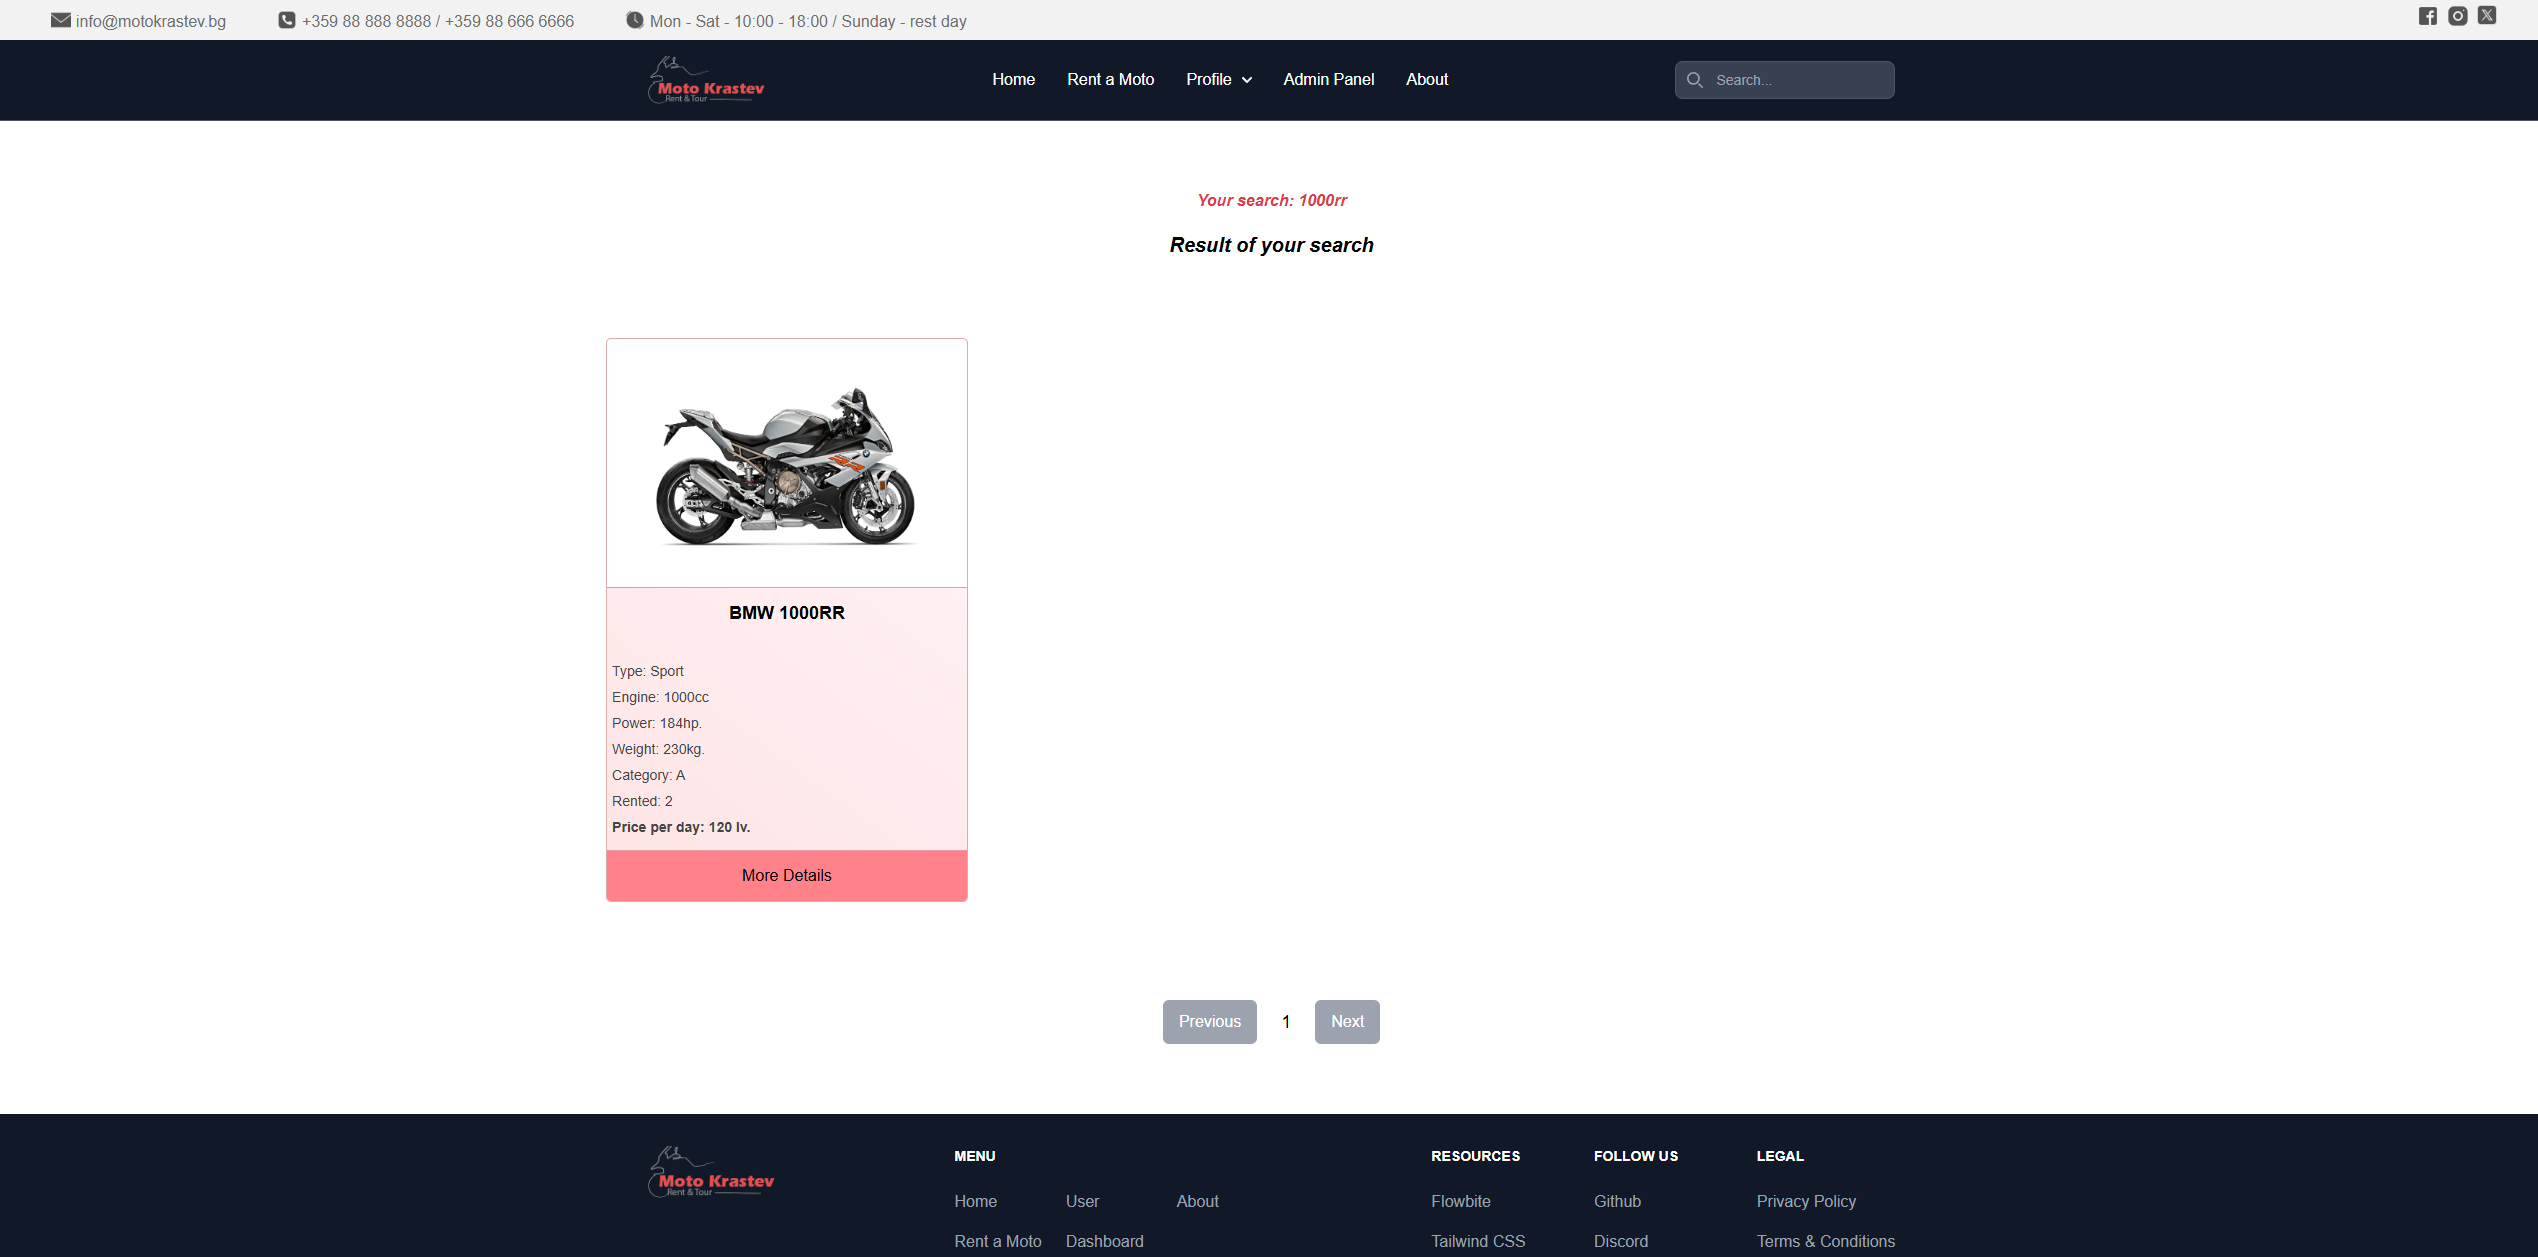 info@motokrastev.bg
+359 88 888 8888 / +359 88 666 6666
Mon - Sat - 10:00 - 18:00 / Sunday - rest day
Moto Krastev
Rent & Tour
Home
Rent a Moto
Profile
Admin Panel
About
Search...
Your search: 1000rr
Result of your search
BMW 1000RR
Type: Sport
Engine: 1000cc
Power: 184hp.
Weight: 230kg.
Category: A
Rented: 2
Price per day: 120 lv.
More Details
Previous
1
Next
Moto Krastev
Rent & Tour
MENU
Home
User
About
Rent a Moto
Dashboard
RESOURCES
Flowbite
Tailwind CSS
FOLLOW US
Github
Discord
LEGAL
Privacy Policy
Terms & Conditions